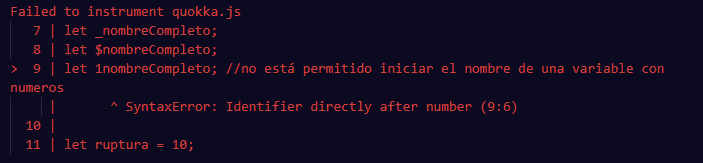 Failed to instrument quokka.js
7 | let _nombreCompleto;
8 | let $nombreCompleto;
> 9 | let 1nombreCompleto; //no está permitido iniciar el nombre de una variable con
numeros
| ^ SyntaxError: Identifier directly after number (9:6)
10 |
11 | let ruptura = 10;